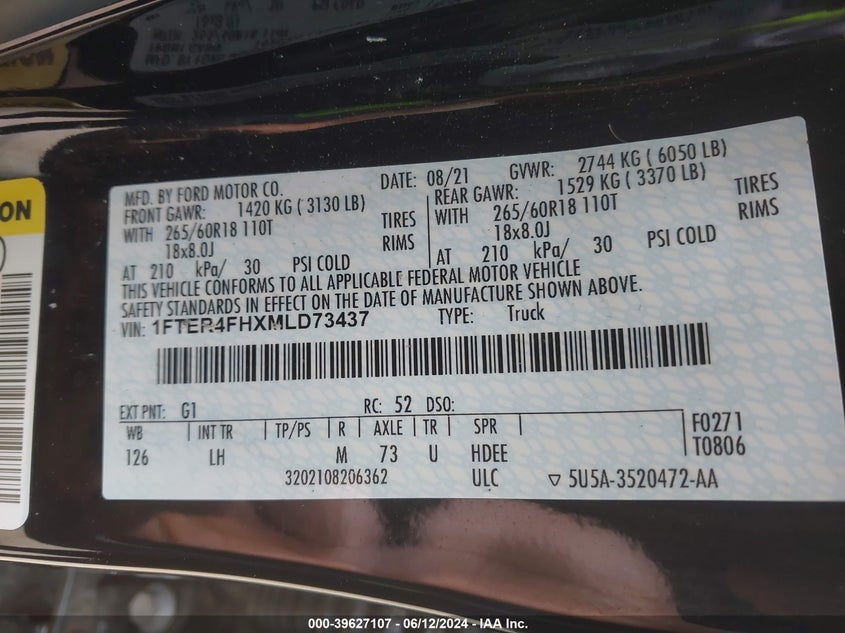 ON
MFD. BY FORD MOTOR CO. DATE: 08/21 GVWR: 2744 KG ( 6050 LB)
FRONT GAWR: 1420 KG ( 3130 LB) REAR GAWR: 1529 KG ( 3370 LB)
WITH 265/60R18 110T TIRES WITH 265/60R18 110T TIRES
18x8.0J RIMS 18x8.0J RIMS
AT 210 kPa/ 30 PSI COLD AT 210 kPa/ 30 PSI COLD
THIS VEHICLE CONFORMS TO ALL APPLICABLE FEDERAL MOTOR VEHICLE
SAFETY STANDARDS IN EFFECT ON THE DATE OF MANUFACTURE SHOWN ABOVE.
VIN: 1FTER4FHXMLD73437 TYPE: Truck
EXT PNT: G1 RC: 52 DSO:
WB INT TR TP/PS R AXLE TR SPR F0271
126 LH M 73 U HDEE T0806
3202108206362 ULC ▽ 5U5A-3520472-AA
000-39627107 - 06/12/2024 - IAA Inc.